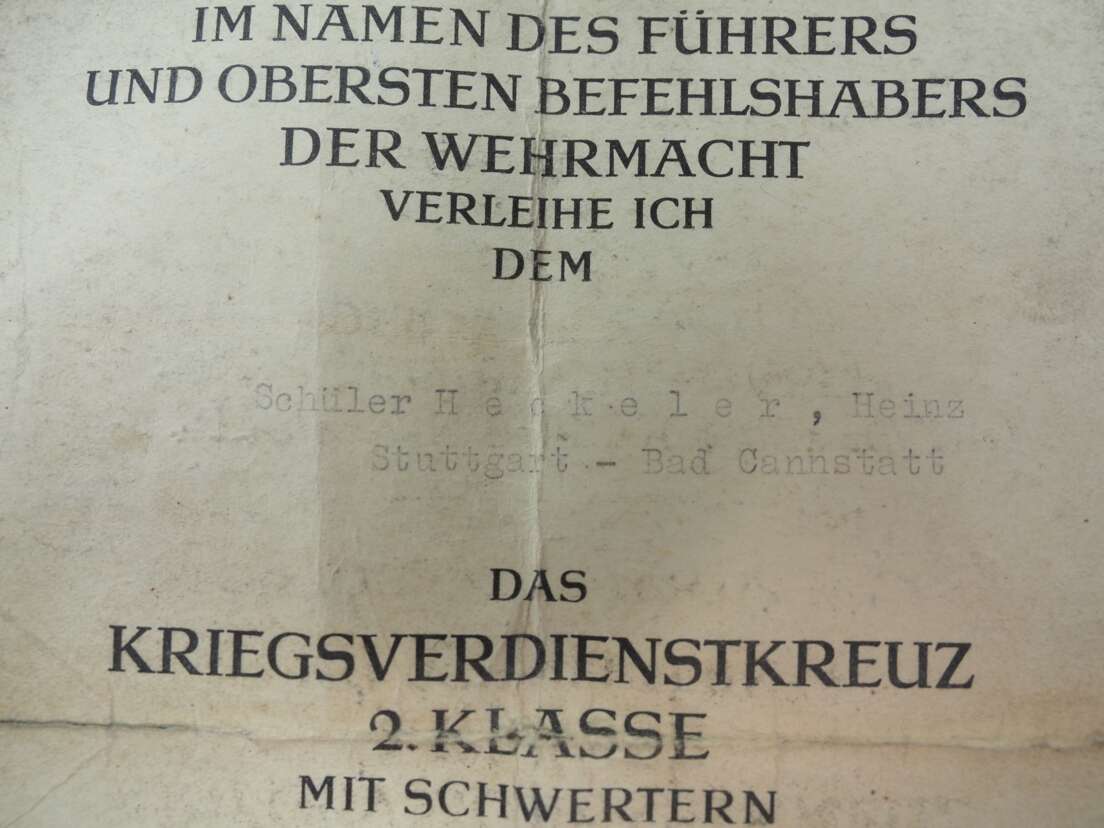 IM NAMEN DES FÜHRERS
UND OBERSTEN BEFEHLSHABERS
DER WEHRMACHT
VERLEIHE ICH
DEM
Schüler H e c k e l e r , Heinz
Stuttgart - Bad Cannstatt
DAS
KRIEGSVERDIENSTKREUZ
2. KLASSE
MIT SCHWERTERN